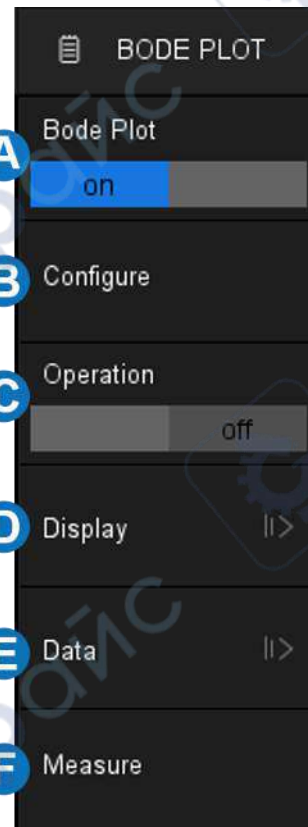 BODE PLOT
A
Bode Plot
on
B
Configure
C
Operation
off
D
Display
E
Data
F
Measure